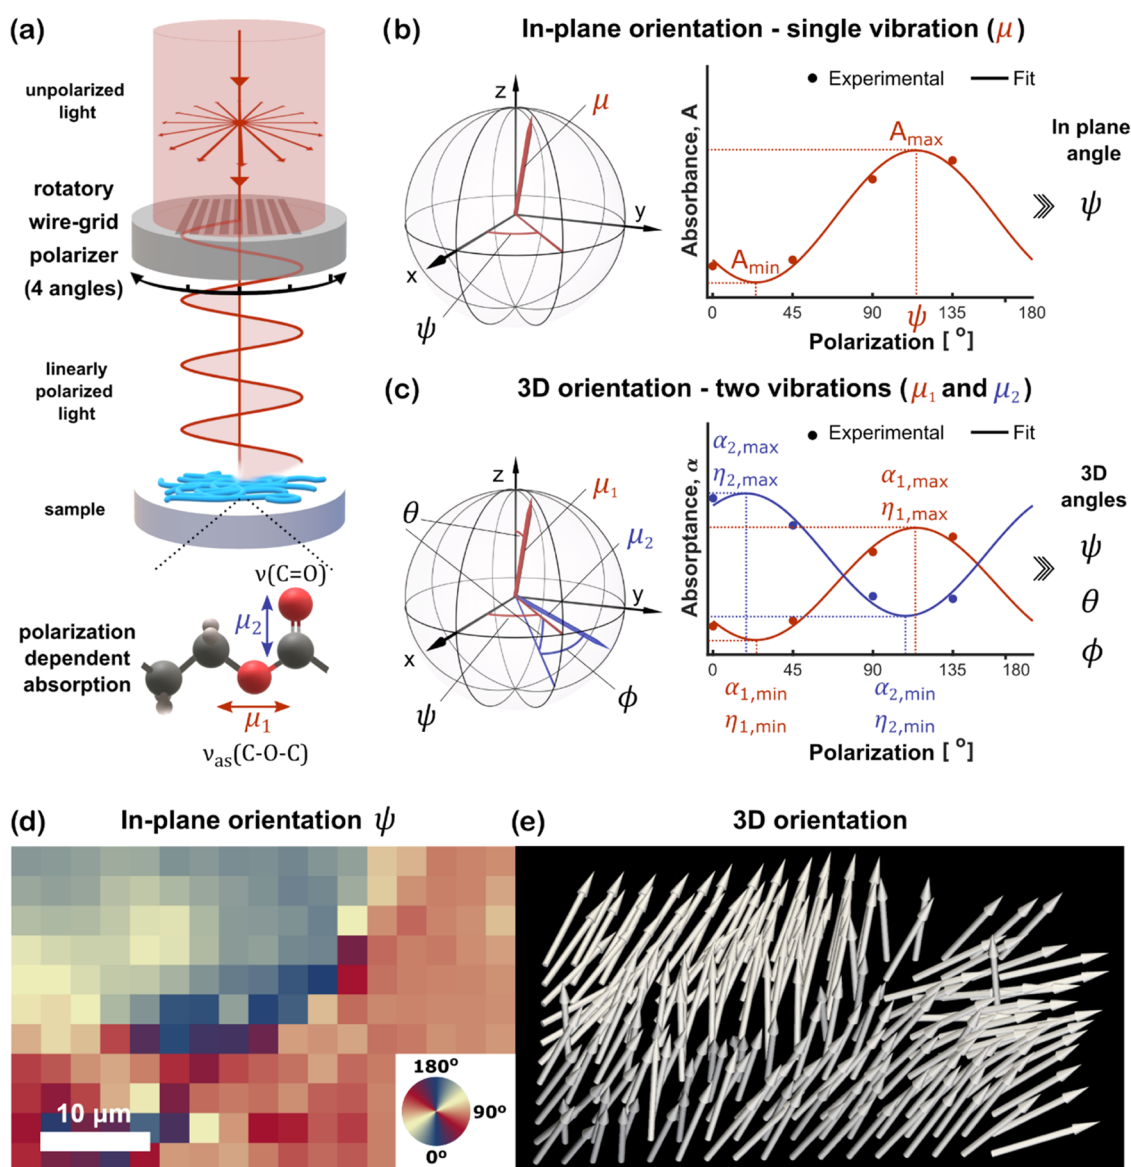 (a)
unpolarized
light
rotatory
wire-grid
polarizer
(4 angles)
linearly
polarized
light
sample
ν(C=O)
μ2
polarization
dependent
absorption
μ1
νas(C-O-C)
(b) In-plane orientation - single vibration (μ)
z
μ
y
x
ψ
Absorbance, A
Experimental Fit
Amax
Amin
0 45 90 ψ 135 180
Polarization [°]
In plane
angle
ψ
(c) 3D orientation - two vibrations (μ1 and μ2)
z
μ1
θ
μ2
y
x
ψ
ϕ
Absorptance, α
Experimental Fit
α2,max
η2,max
α1,max
η1,max
0 45 90 135 180
α1,min α2,min
η1,min η2,min
Polarization [°]
3D
angles
ψ
θ
ϕ
(d) In-plane orientation ψ
10 μm
180°
90°
0°
(e) 3D orientation